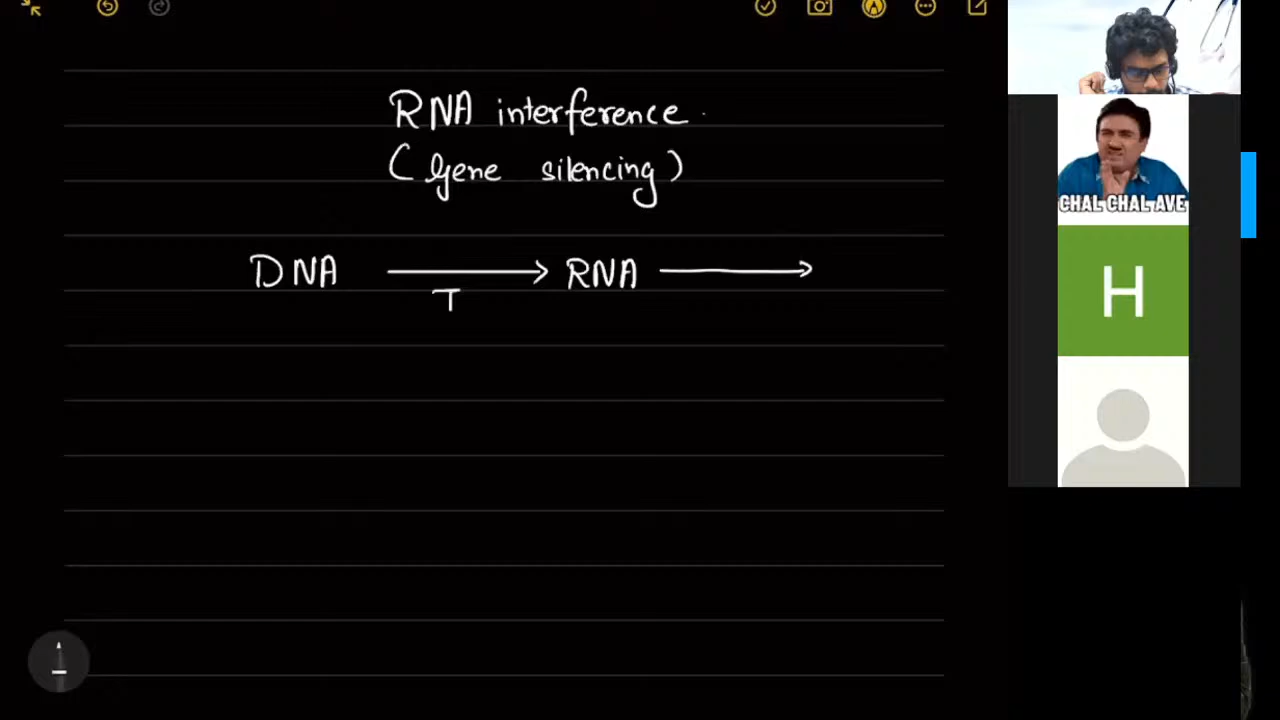 RNA interference
(Gene silencing)
DNA → RNA →
T
CHAL CHAL AVE
H